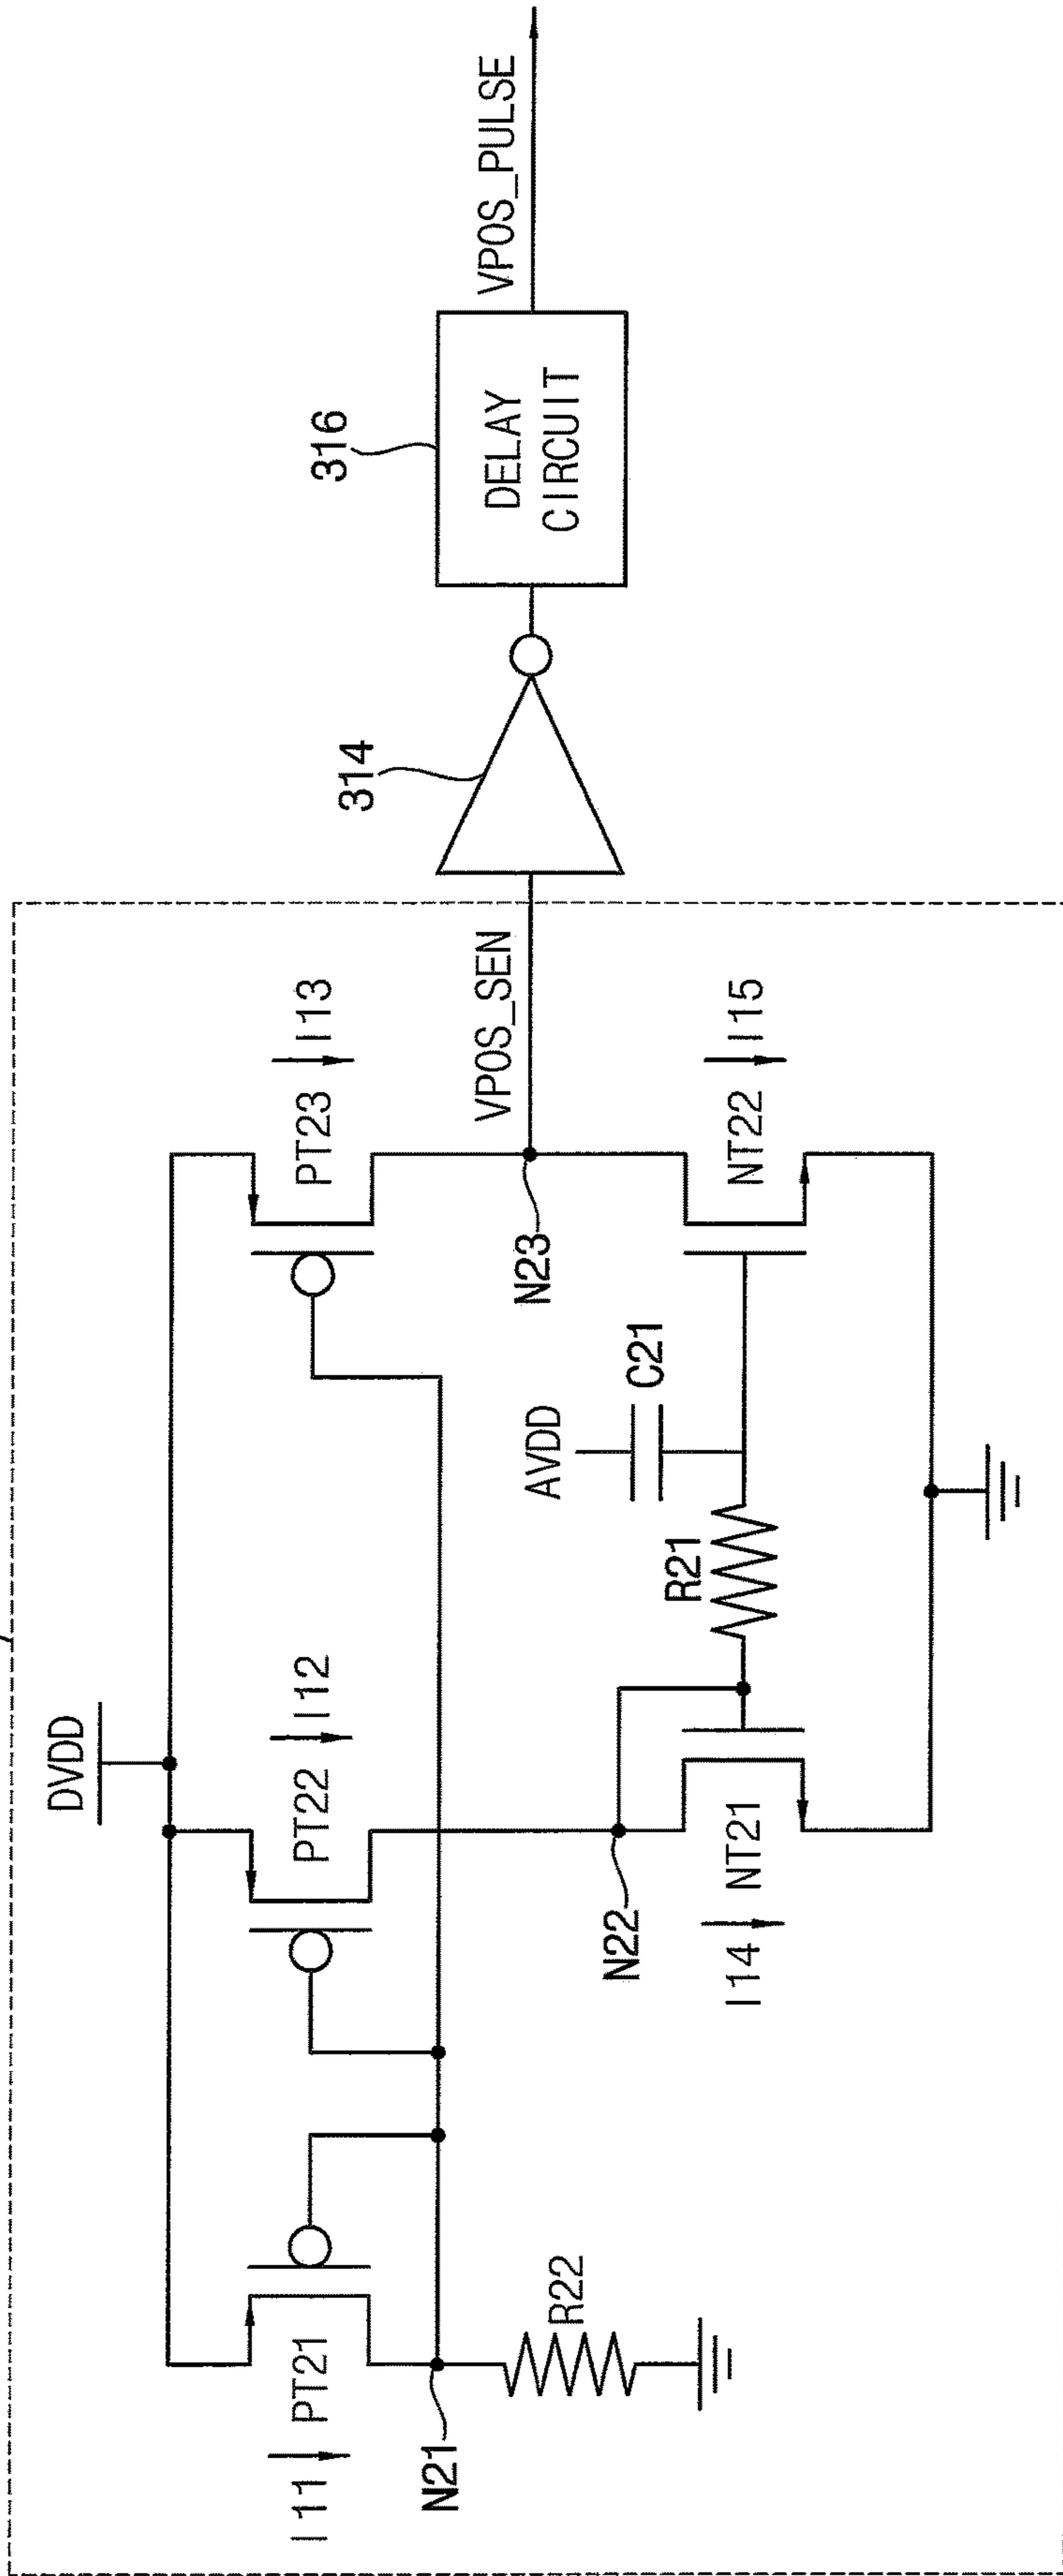 DVDD
I11
PT21
PT22
I12
PT23
I13
N21
R22
N22
I14
NT21
R21
AVDD
C21
N23
VPOS_SEN
NT22
I15
314
316
DELAY
CIRCUIT
VPOS_PULSE